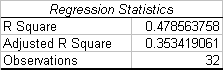 Regression Statistics
R Square 0.478563758
Adjusted R Square 0.353419061
Observations 32